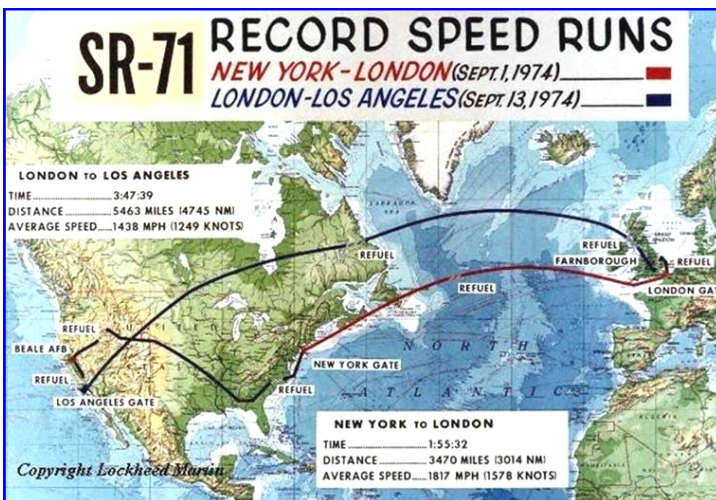 SR-71 RECORD SPEED RUNS
NEW YORK-LONDON (SEPT. 1, 1974)
LONDON-LOS ANGELES (SEPT. 13, 1974)
LONDON TO LOS ANGELES
TIME 3:47:39
DISTANCE 5463 MILES (4745 NM)
AVERAGE SPEED 1438 MPH (1249 KNOTS)
LABRADOR SEA
REFUEL
REFUEL
FARNBOROUGH
REFUEL
LONDON GAT
REFUEL
REFUEL
BEALE AFB
REFUEL
LOS ANGELES GATE
UNITED
NEW YORK GATE
REFUEL
NORTH
ATLANTIC
NEW YORK TO LONDON
TIME 1:55:32
DISTANCE 3470 MILES (3014 NM)
AVERAGE SPEED 1817 MPH (1578 KNOTS)
Copyright Lockheed Martin